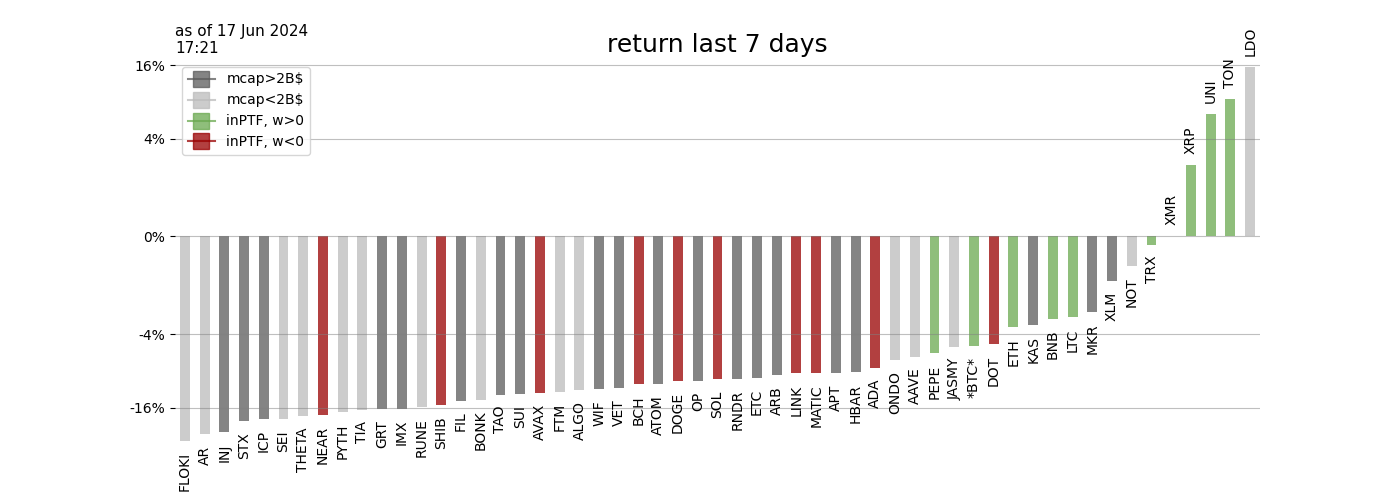 as of 17 Jun 2024
17:21
return last 7 days
mcap>2B$
mcap<2B$
inPTF, w>0
inPTF, w<0
16%
4%
0%
-4%
-16%
FLOKI
AR
INJ
STX
ICP
SEI
THETA
NEAR
PYTH
TIA
GRT
IMX
RUNE
SHIB
FIL
BONK
TAO
SUI
AVAX
FTM
ALGO
WIF
VET
BCH
ATOM
DOGE
OP
SOL
RNDR
ETC
ARB
LINK
MATIC
APT
HBAR
ADA
ONDO
AAVE
PEPE
JASMY
*BTC*
DOT
ETH
KAS
BNB
LTC
MKR
XLM
NOT
TRX
XMR
XRP
UNI
TON
LDO